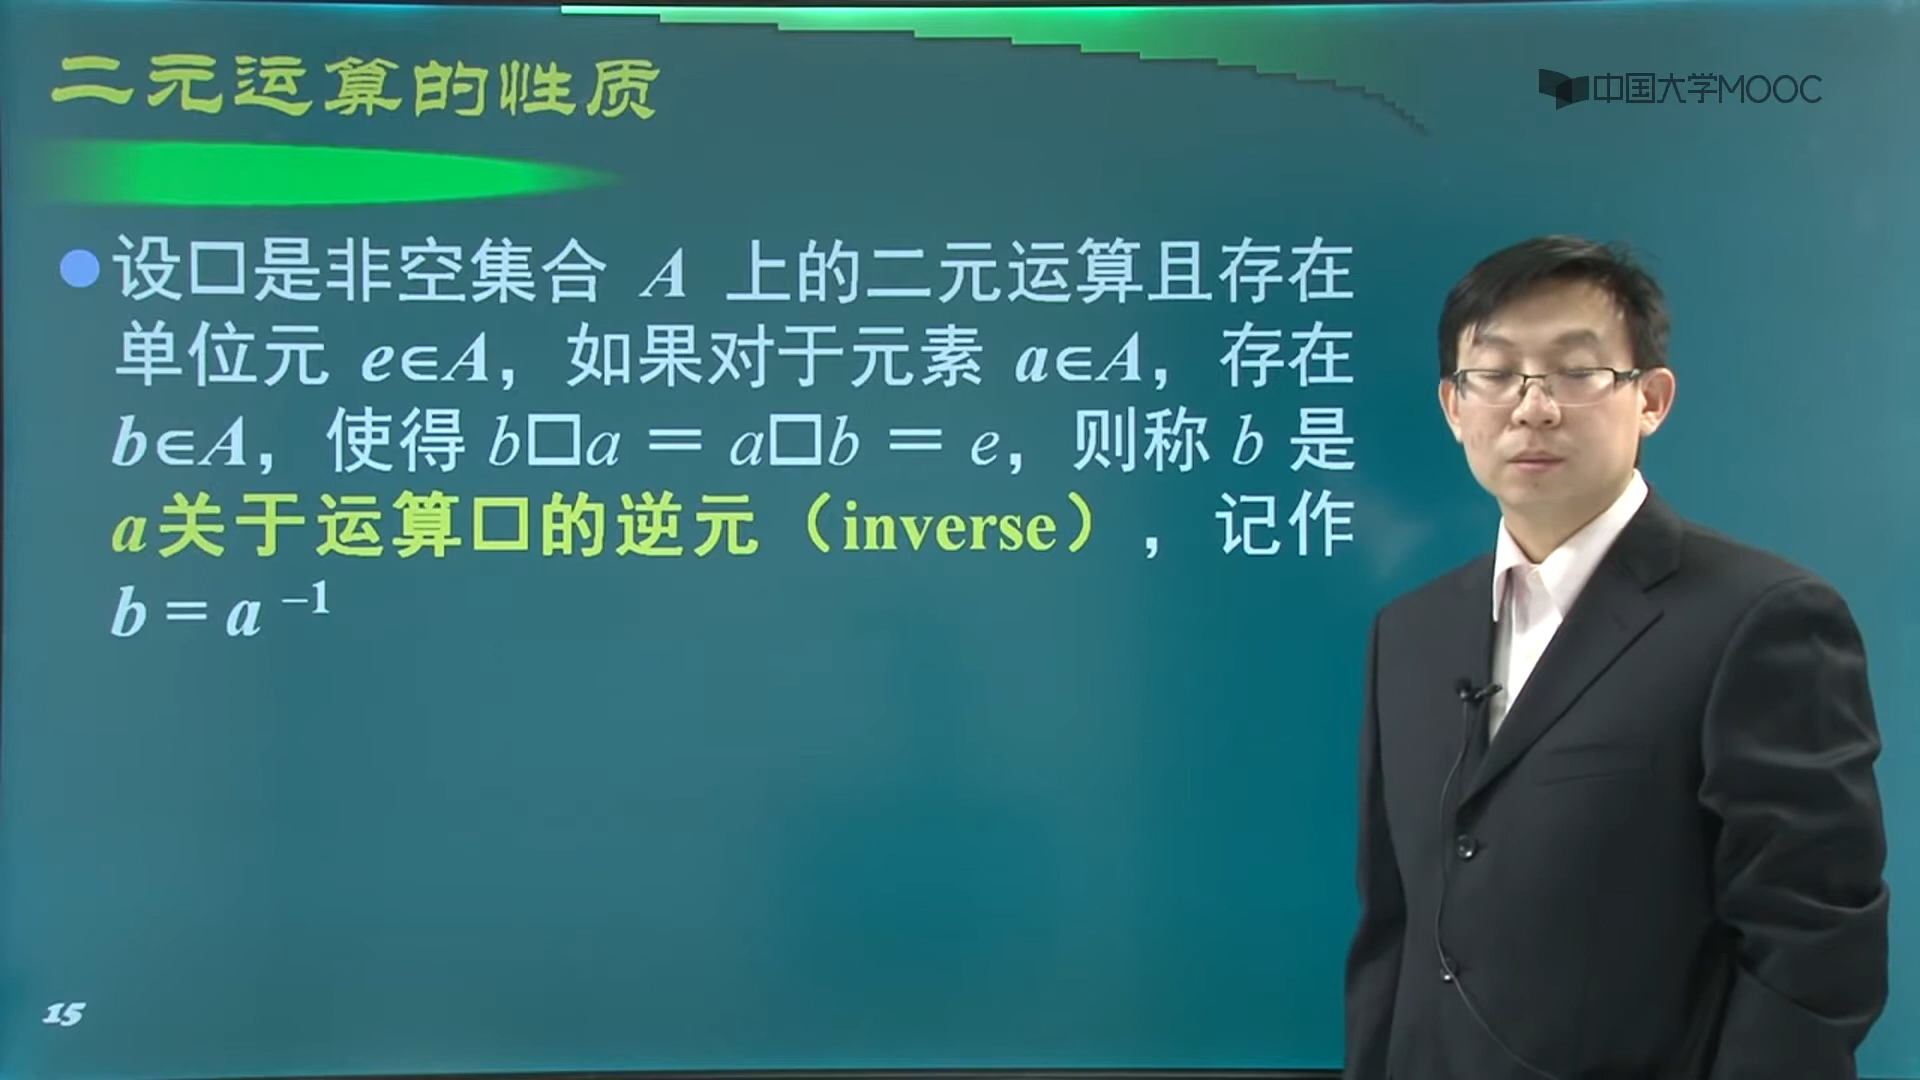 二元运算的性质
中国大学MOOC
设□是非空集合 A 上的二元运算且存在
单位元 e∈A，如果对于元素 a∈A，存在
b∈A，使得 b□a = a□b = e，则称 b 是
a关于运算□的逆元（inverse），记作
b = a ⁻¹
15